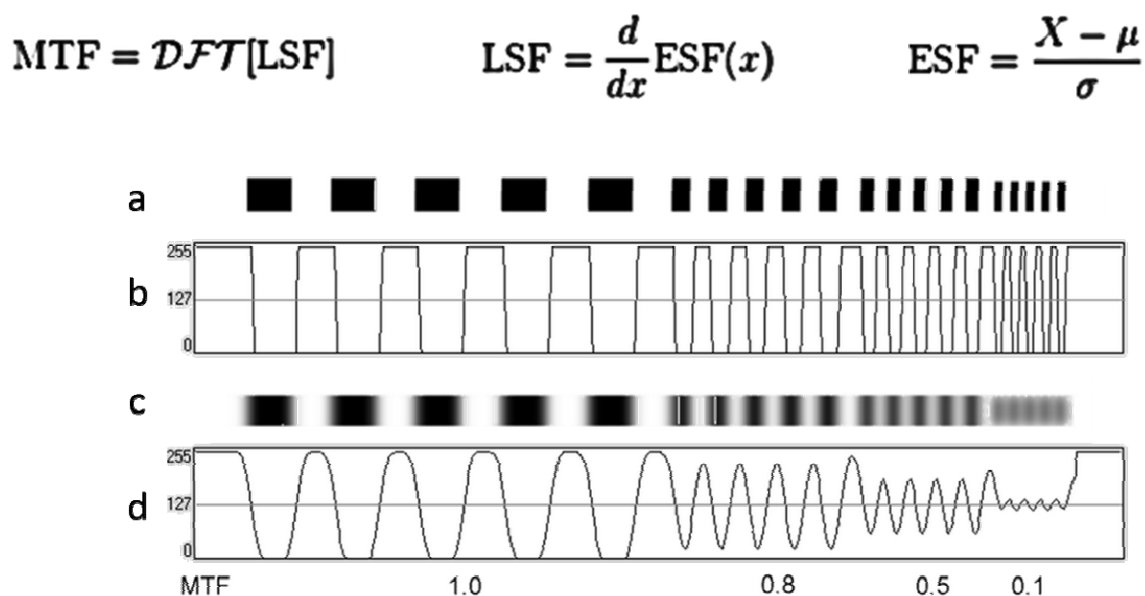 MTF = 𝒟ℱ𝒯[LSF] LSF = d/dx ESF(x) ESF = X − μ/σ
a
255
b 127
0
c
255
d 127
0
MTF 1.0 0.8 0.5 0.1